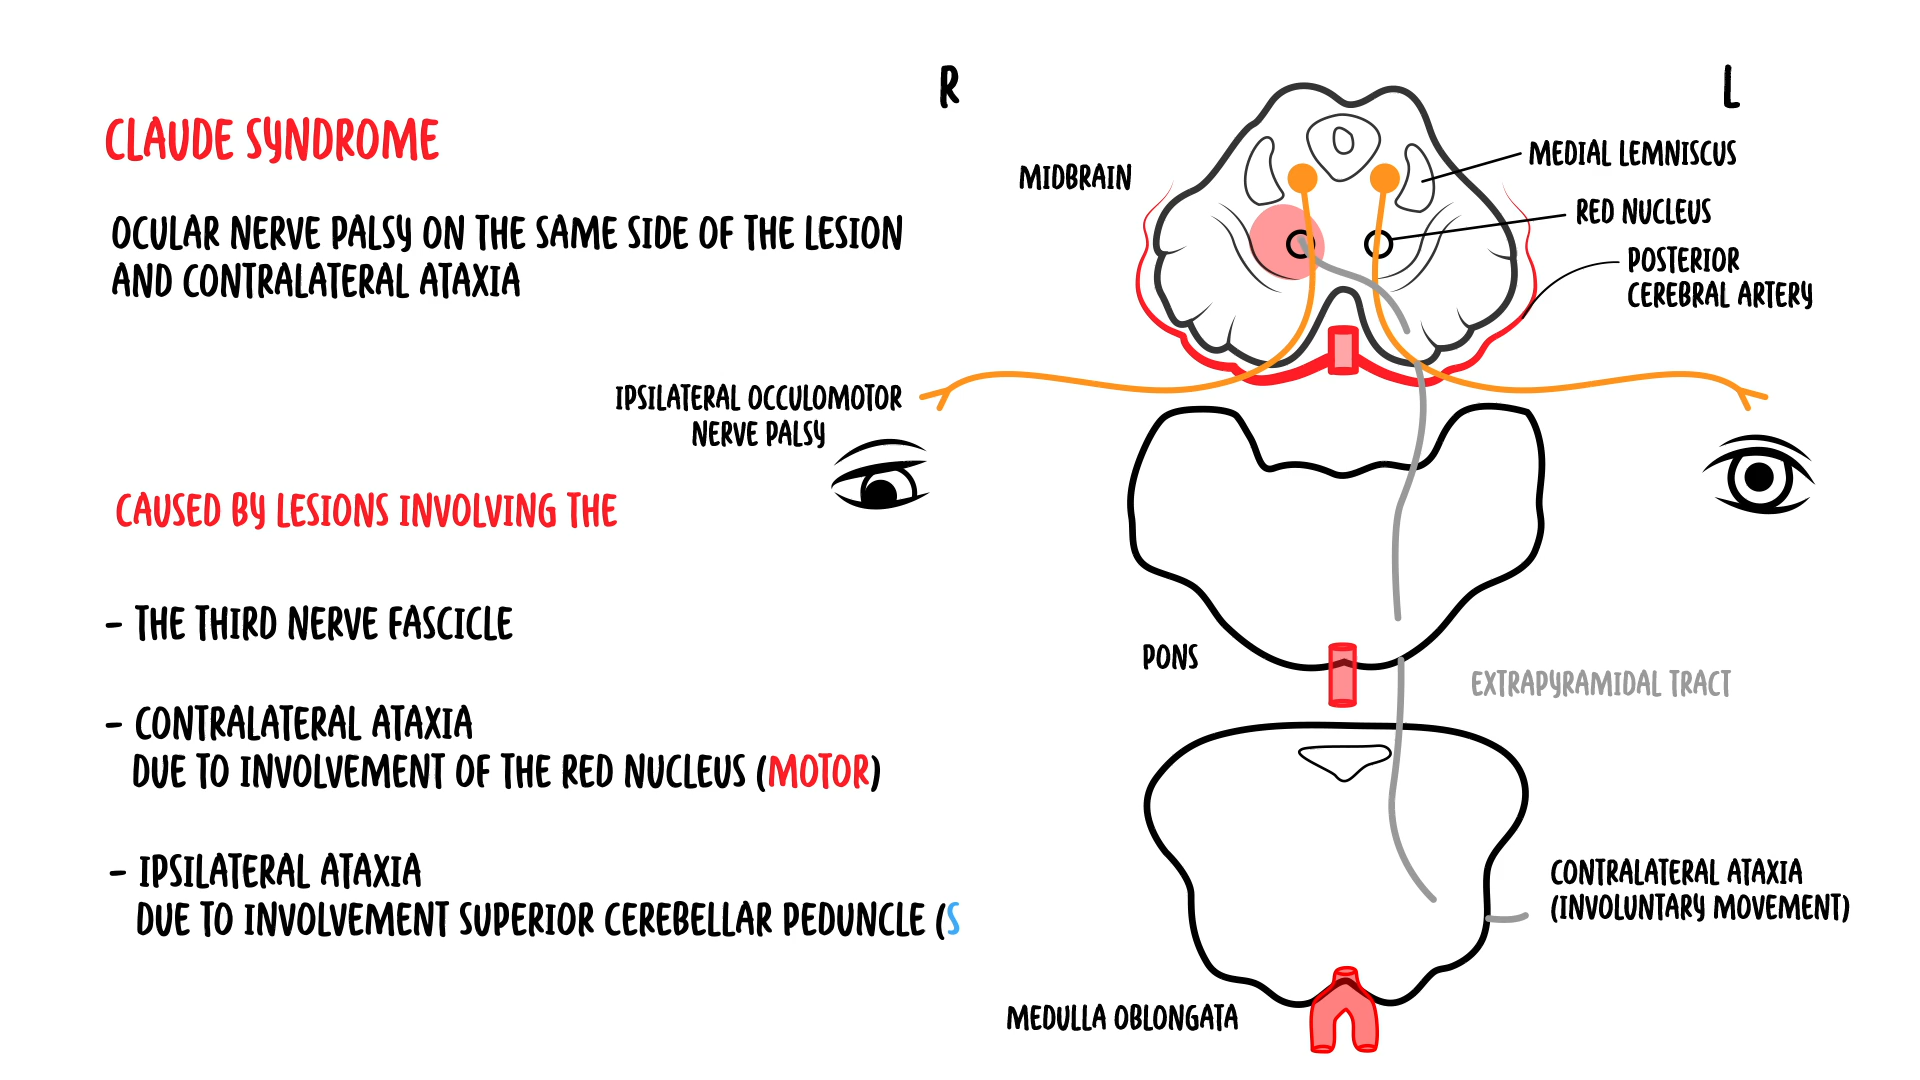 R
L
CLAUDE SYNDROME
OCULAR NERVE PALSY ON THE SAME SIDE OF THE LESION
AND CONTRALATERAL ATAXIA
CAUSED BY LESIONS INVOLVING THE
- THE THIRD NERVE FASCICLE
- CONTRALATERAL ATAXIA
DUE TO INVOLVEMENT OF THE RED NUCLEUS (MOTOR)
- IPSILATERAL ATAXIA
DUE TO INVOLVEMENT SUPERIOR CEREBELLAR PEDUNCLE (S
MIDBRAIN
MEDIAL LEMNISCUS
RED NUCLEUS
POSTERIOR
CEREBRAL ARTERY
IPSILATERAL OCCULOMOTOR
NERVE PALSY
PONS
EXTRAPYRAMIDAL TRACT
CONTRALATERAL ATAXIA
(INVOLUNTARY MOVEMENT)
MEDULLA OBLONGATA